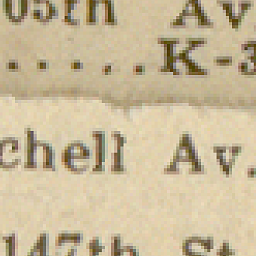 05th Av
.....K-3
chell Av.
147th St